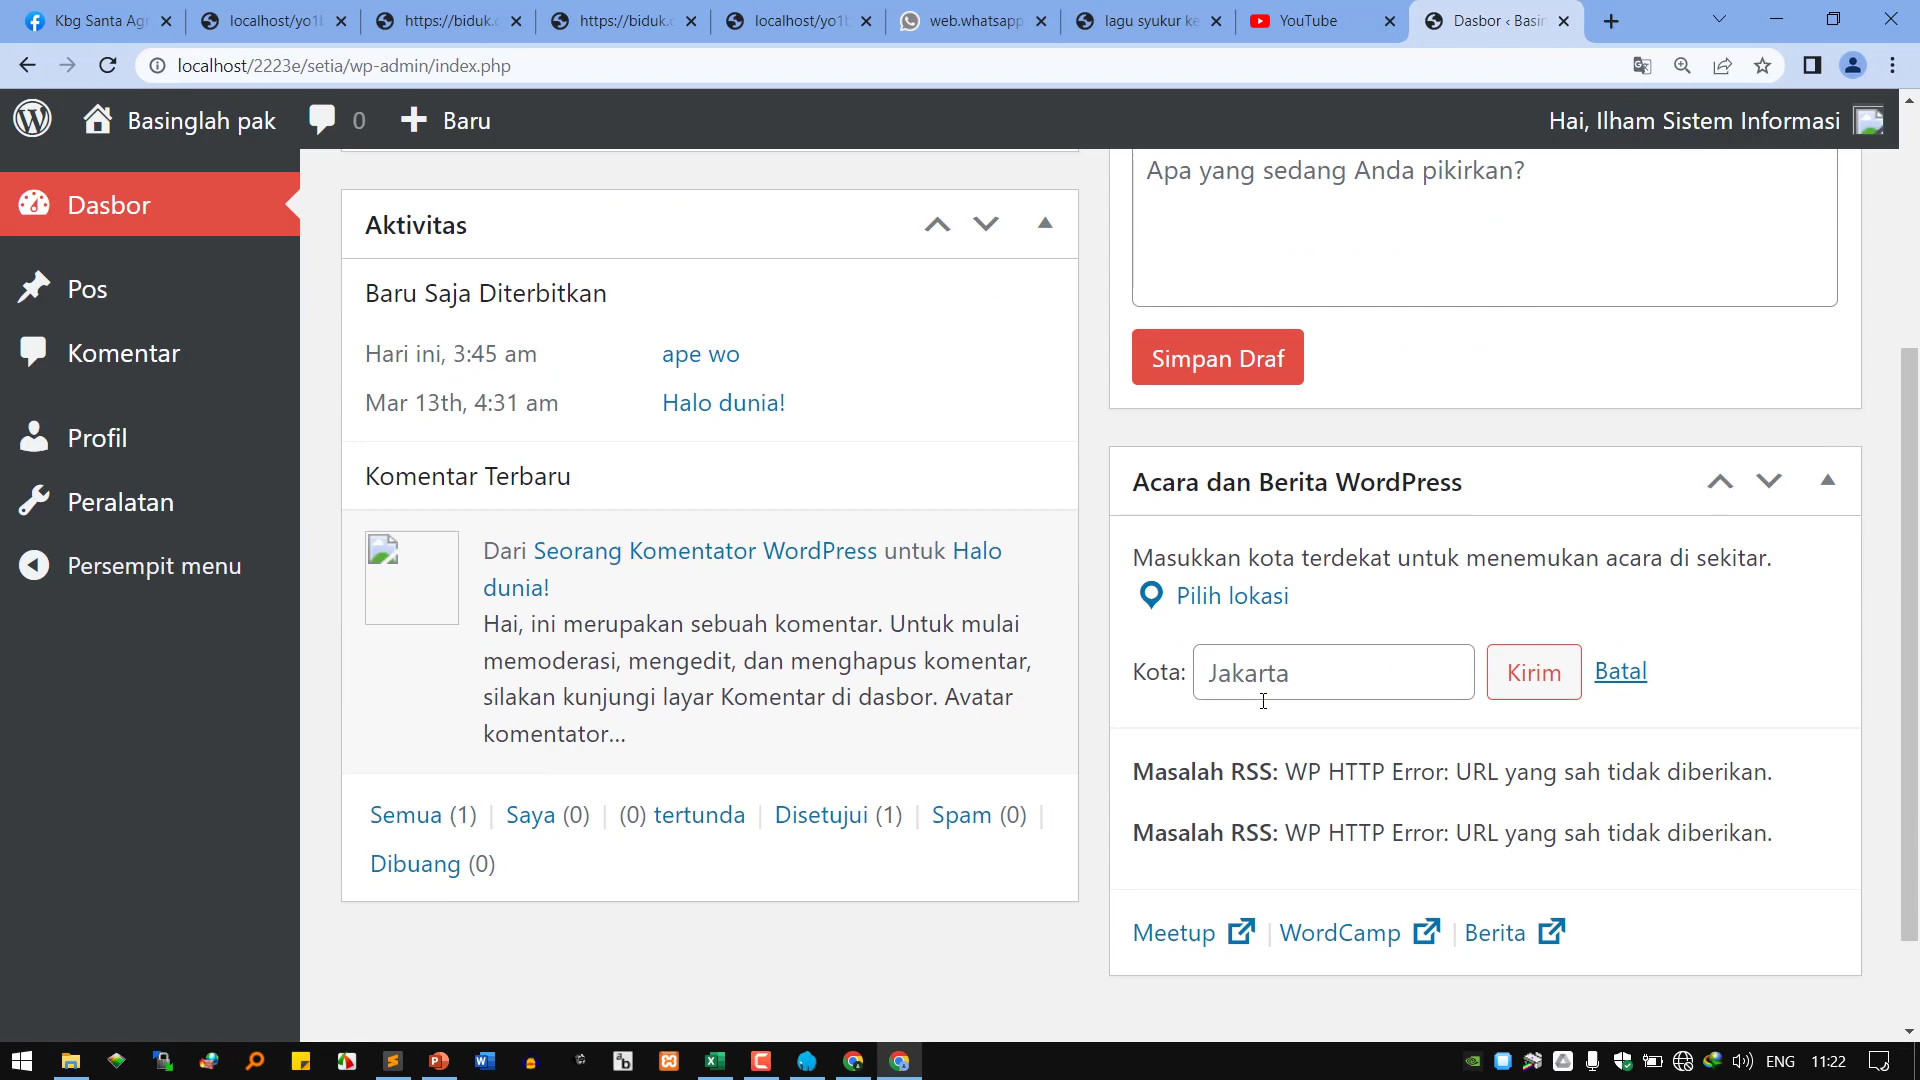 Kbg Santa Agn
localhost/yo1b
https://biduk.c
https://biduk.c
localhost/yo1b
web.whatsapp
lagu syukur ke
YouTube
Dasbor ‹ Basin
localhost/2223e/setia/wp-admin/index.php
Basinglah pak
0
Baru
Hai, Ilham Sistem Informasi
Dasbor
Pos
Komentar
Profil
Peralatan
Persempit menu
Aktivitas
Baru Saja Diterbitkan
Hari ini, 3:45 am ape wo
Mar 13th, 4:31 am Halo dunia!
Komentar Terbaru
Dari Seorang Komentator WordPress untuk Halo
dunia!
Hai, ini merupakan sebuah komentar. Untuk mulai
memoderasi, mengedit, dan menghapus komentar,
silakan kunjungi layar Komentar di dasbor. Avatar
komentator...
Semua (1) | Saya (0) | (0) tertunda | Disetujui (1) | Spam (0) |
Dibuang (0)
Apa yang sedang Anda pikirkan?
Simpan Draf
Acara dan Berita WordPress
Masukkan kota terdekat untuk menemukan acara di sekitar.
Pilih lokasi
Kota: Jakarta Kirim Batal
Masalah RSS: WP HTTP Error: URL yang sah tidak diberikan.
Masalah RSS: WP HTTP Error: URL yang sah tidak diberikan.
Meetup | WordCamp | Berita
ENG 11:22